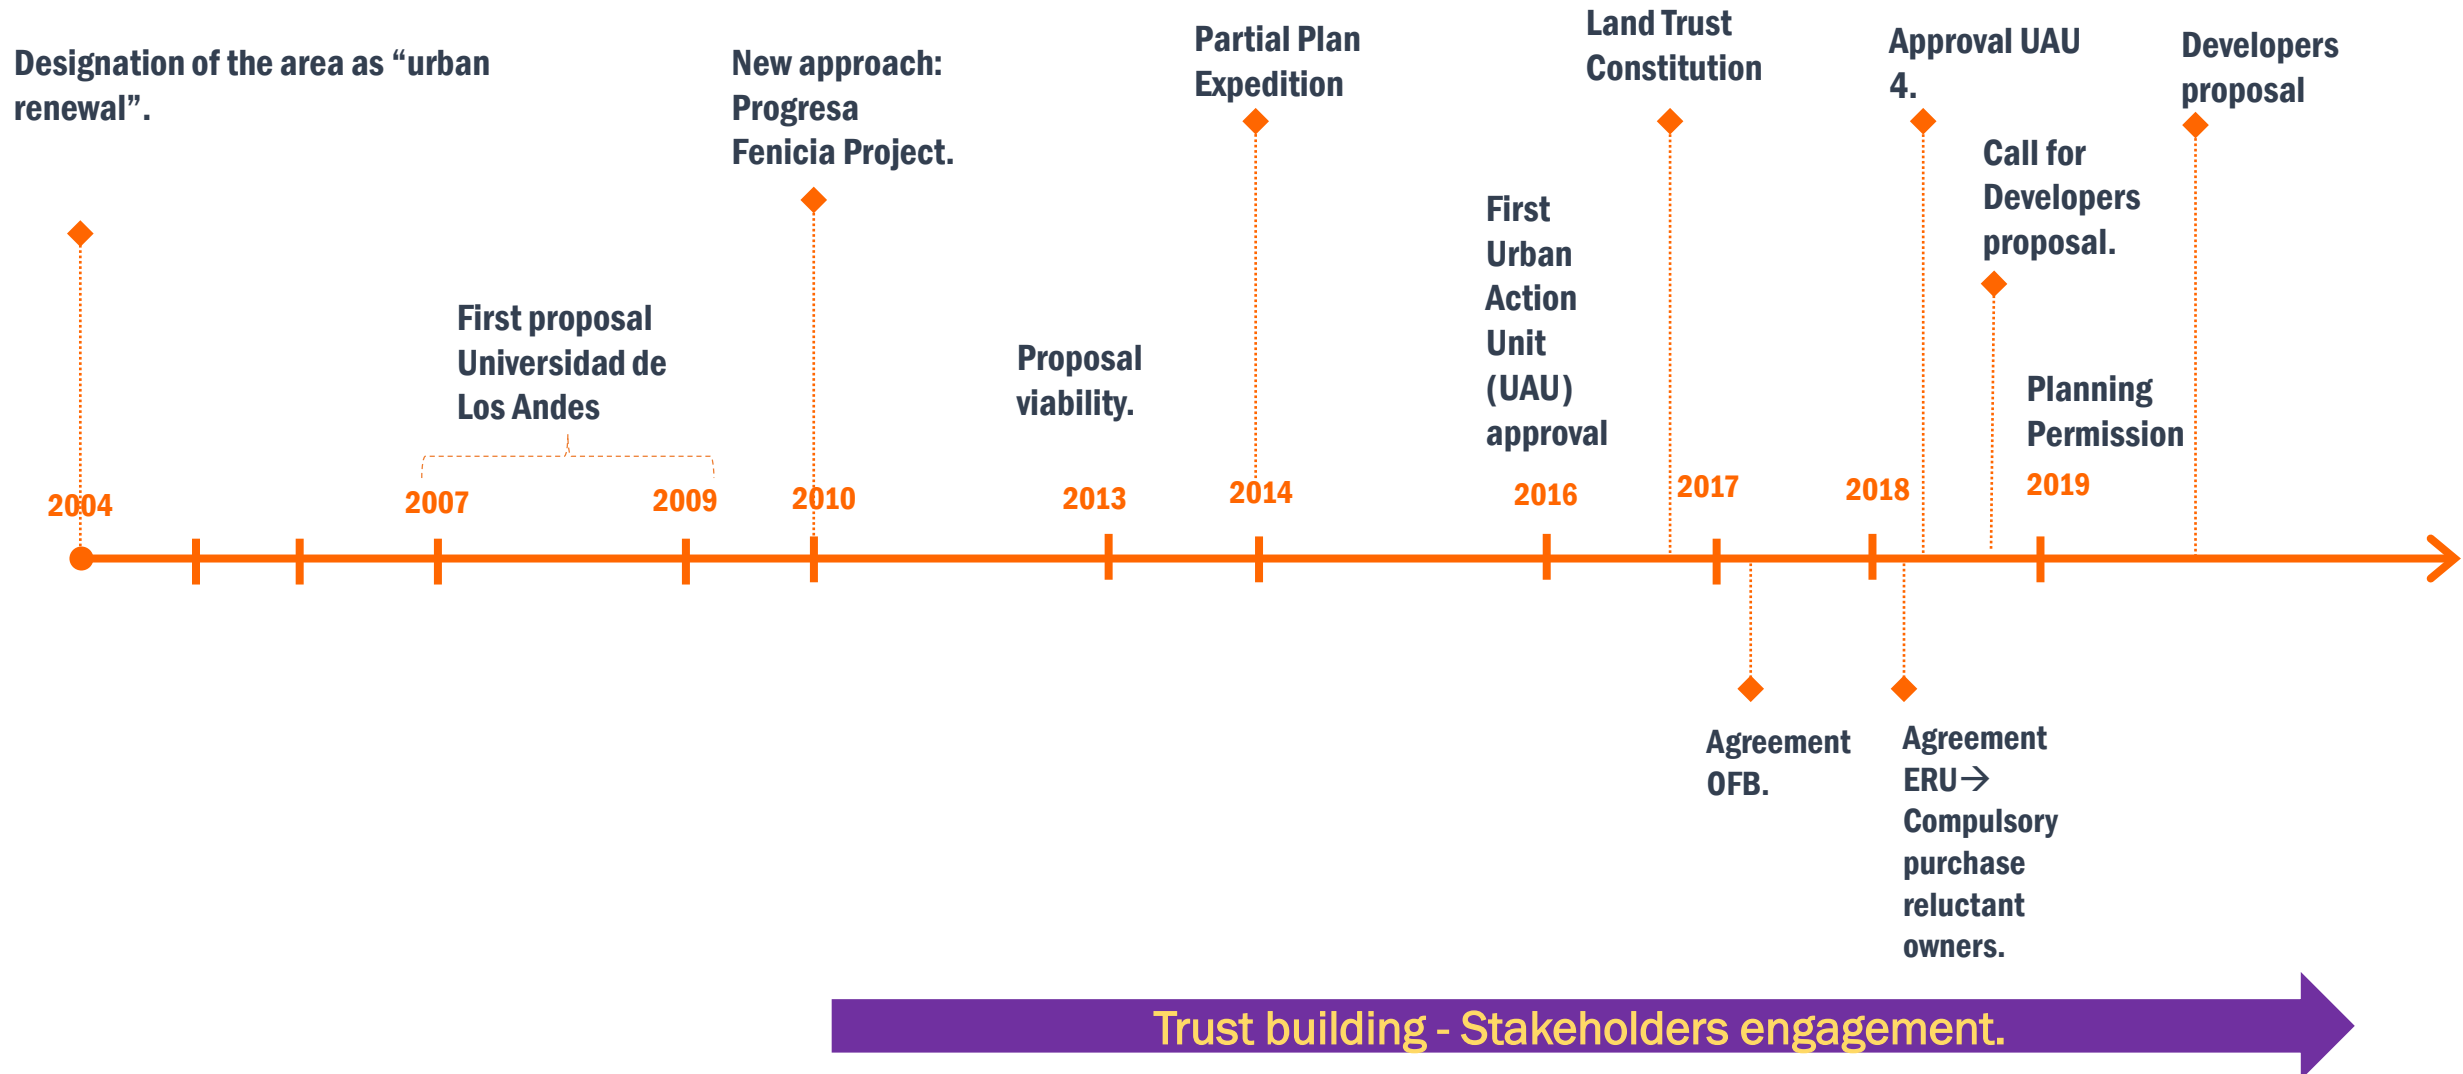 Designation of the area as “urban
renewal”.
First proposal
Universidad de
Los Andes
New approach:
Progresa
Fenicia Project.
Proposal
viability.
Partial Plan
Expedition
First
Urban
Action
Unit
(UAU)
approval
Land Trust
Constitution
Approval UAU
4.
Call for
Developers
proposal.
Planning
Permission
Developers
proposal
2004
2007
2009
2010
2013
2014
2016
2017
2018
2019
Agreement
OFB.
Agreement
ERU→
Compulsory
purchase
reluctant
owners.
Trust building - Stakeholders engagement.